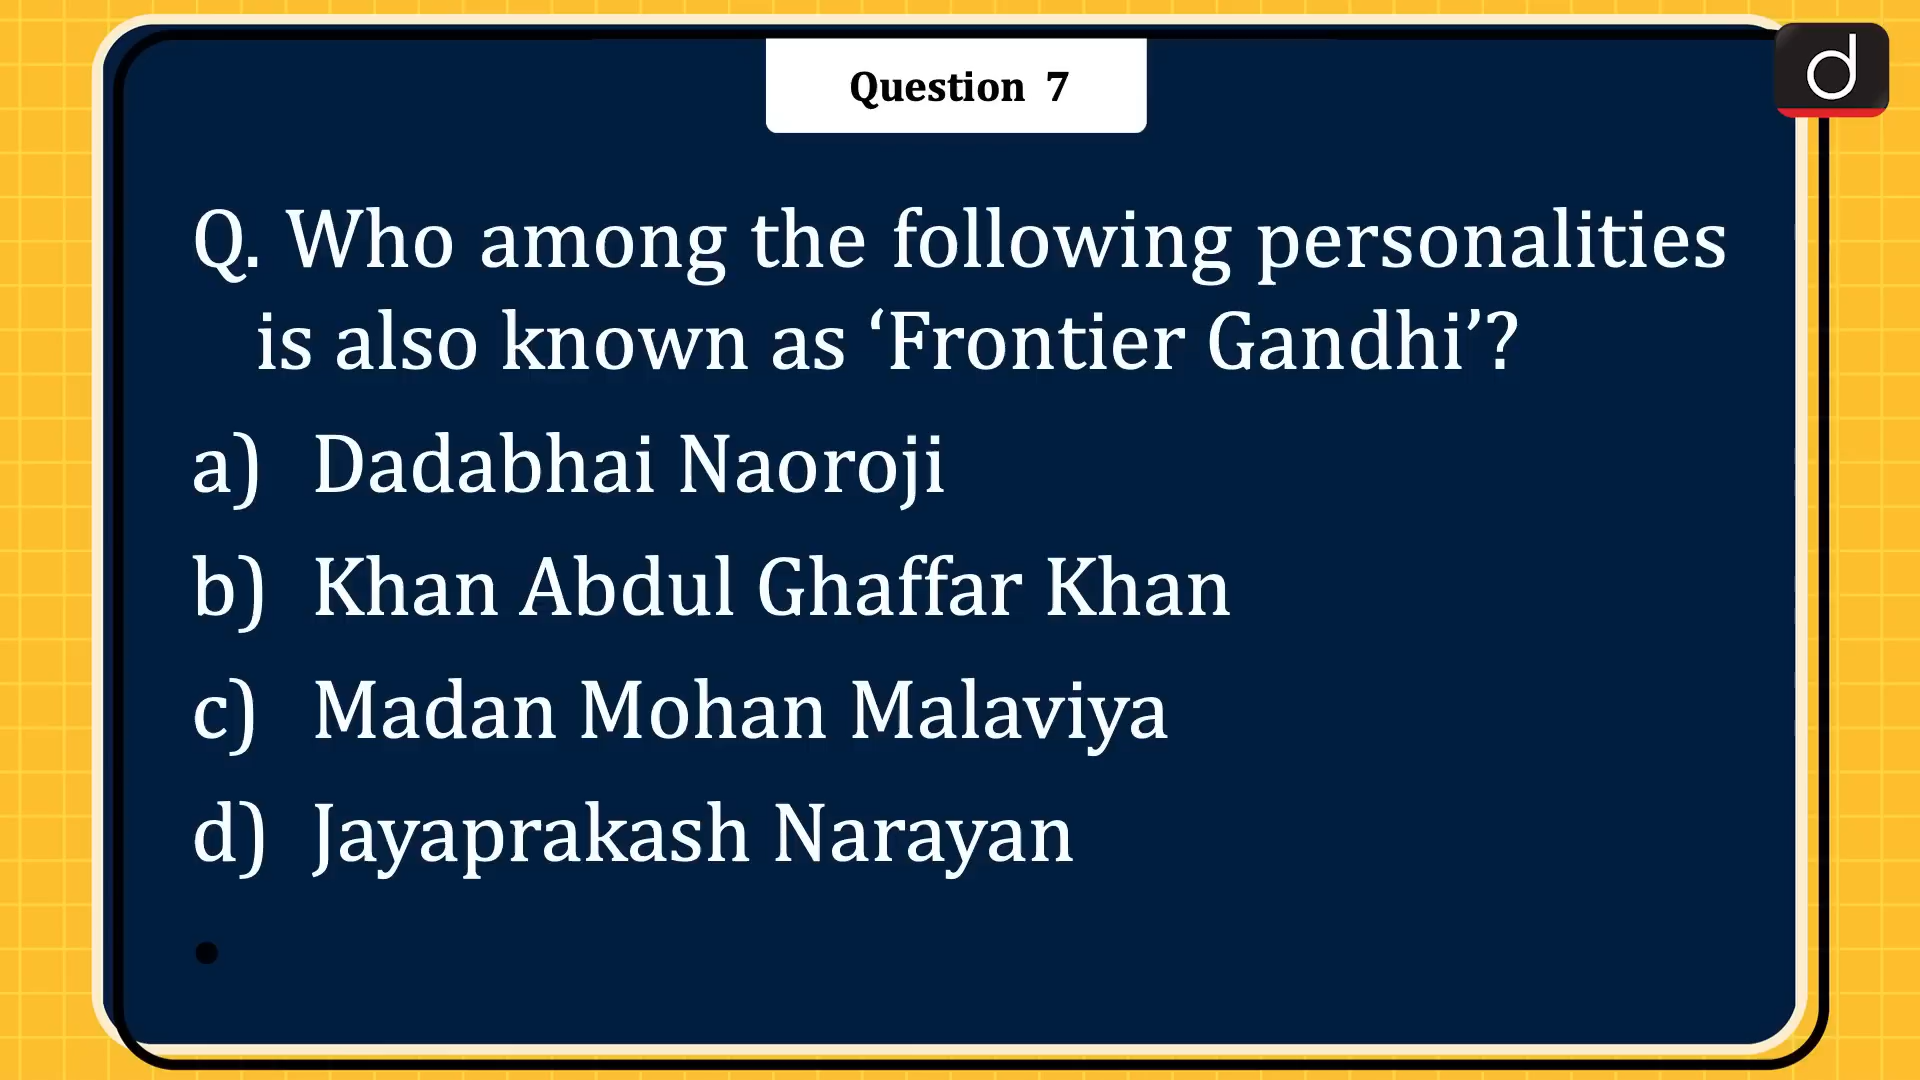 Question 7
d
Q. Who among the following personalities
is also known as ‘Frontier Gandhi’?
a) Dadabhai Naoroji
b) Khan Abdul Ghaffar Khan
c) Madan Mohan Malaviya
d) Jayaprakash Narayan